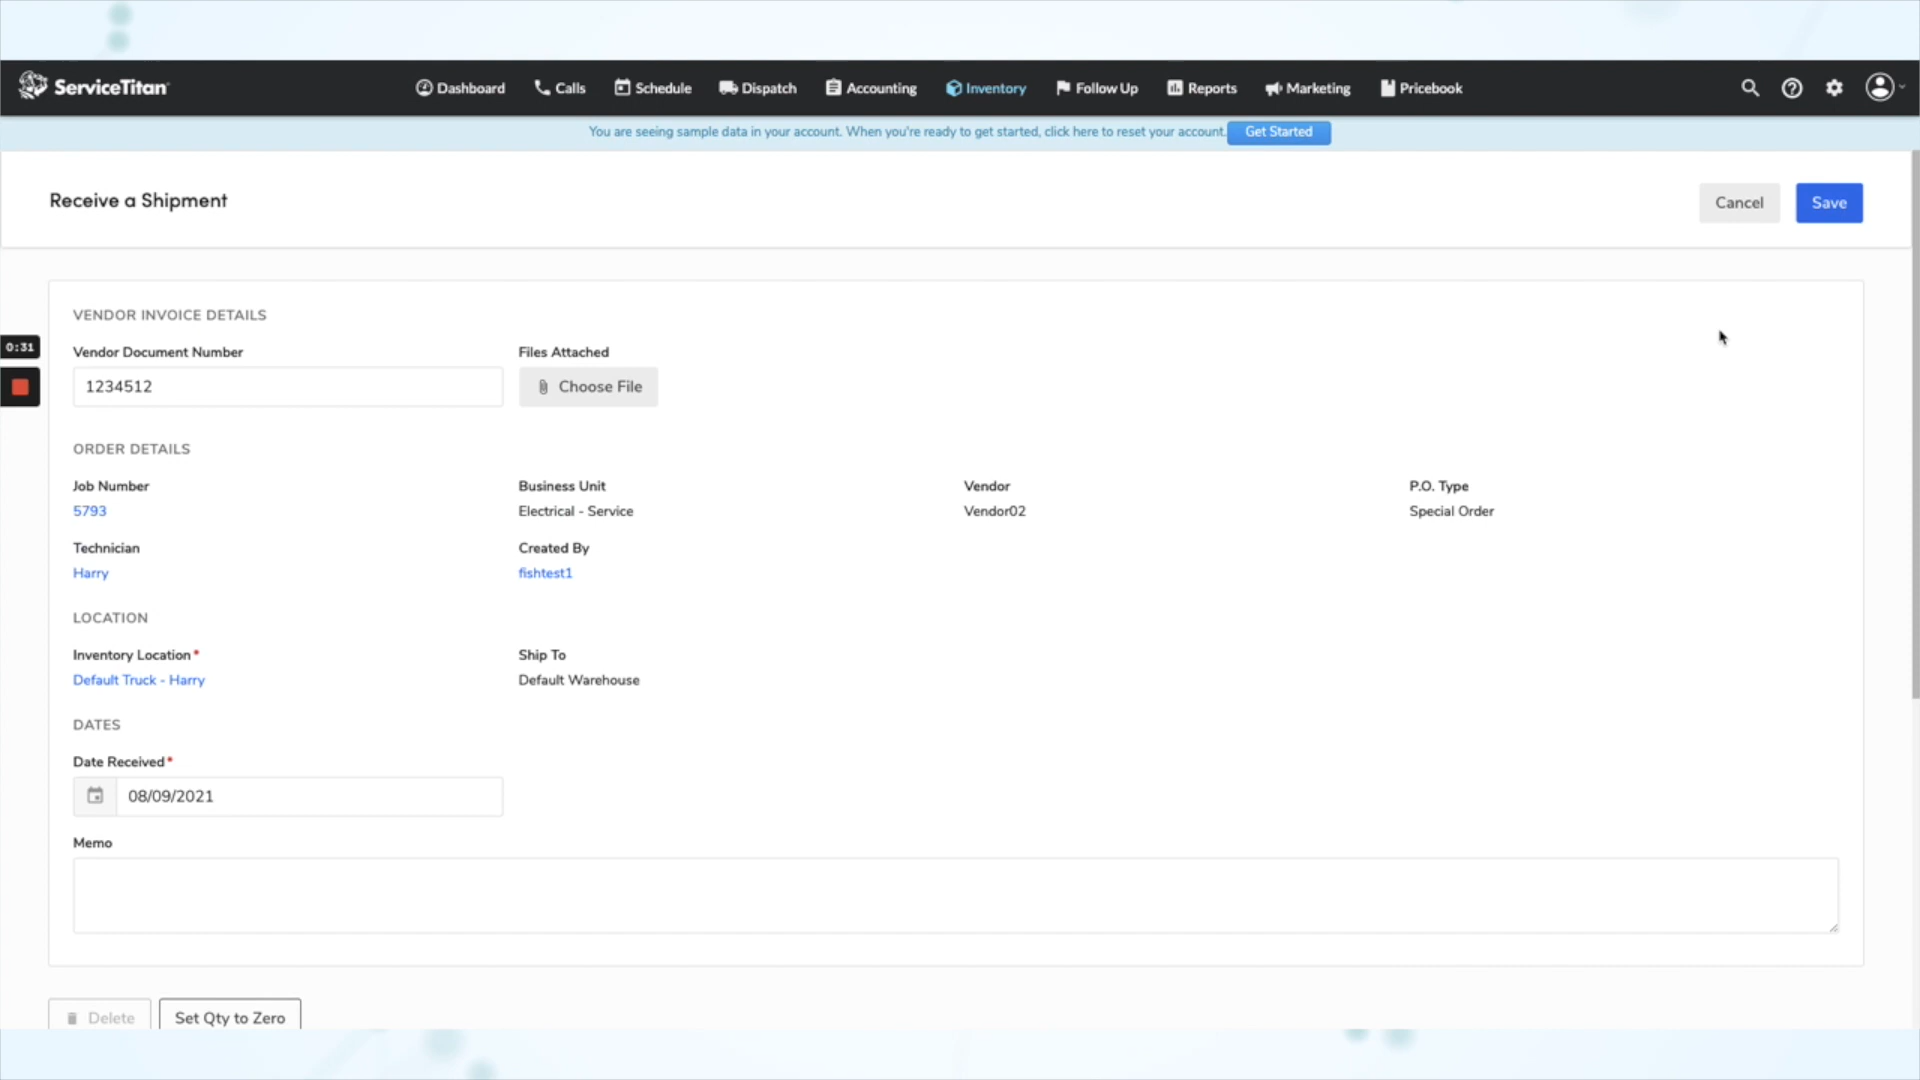 ServiceTitan
Dashboard Calls Schedule Dispatch Accounting Inventory Follow Up Reports Marketing Pricebook
You are seeing sample data in your account. When you're ready to get started, click here to reset your account. Get Started
Receive a Shipment
Cancel Save
VENDOR INVOICE DETAILS
0:31
Vendor Document Number Files Attached
1234512 Choose File
ORDER DETAILS
Job Number Business Unit Vendor P.O. Type
5793 Electrical - Service Vendor02 Special Order
Technician Created By
Harry fishtest1
LOCATION
Inventory Location* Ship To
Default Truck - Harry Default Warehouse
DATES
Date Received*
08/09/2021
Memo
Delete Set Qty to Zero